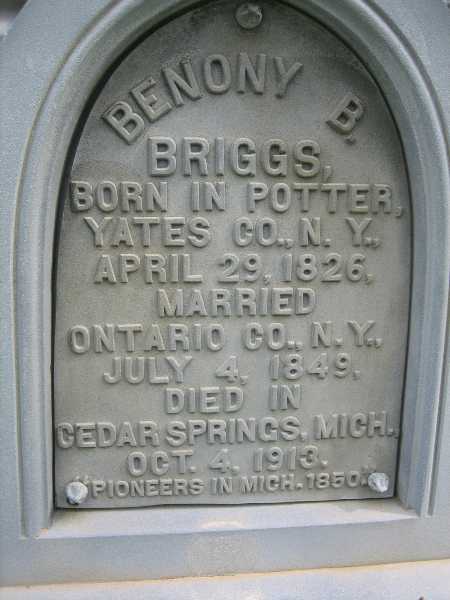 BENONY B.
BRIGGS,
BORN IN POTTER,
YATES CO., N. Y.,
APRIL 29, 1826,
MARRIED
ONTARIO CO., N.Y.,
JULY 4, 1849,
DIED IN
CEDAR SPRINGS, MICH.,
OCT. 4, 1913.
"PIONEERS IN MICH. 1850."